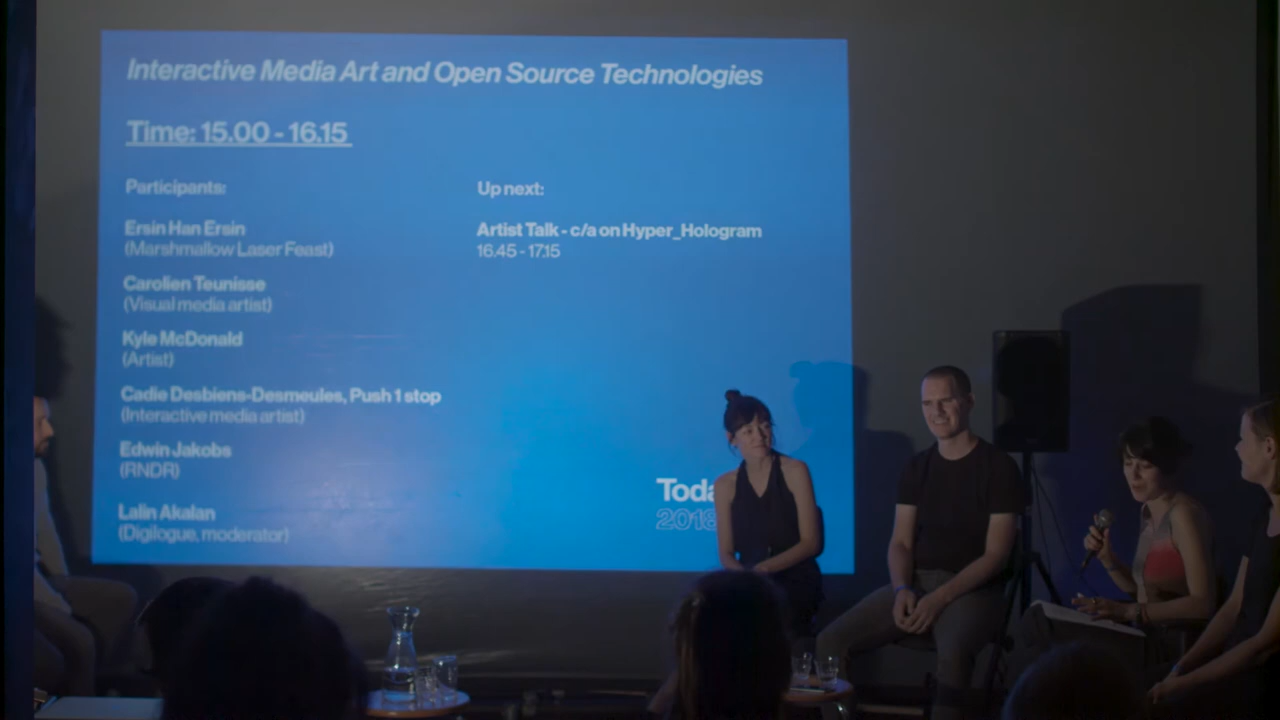 Interactive Media Art and Open Source Technologies
Time: 15.00 - 16.15
Participants:
Ersin Han Ersin
(Marshmallow Laser Feast)
Carolien Teunisse
(Visual media artist)
Kyle McDonald
(Artist)
Cadie Desbiens-Desmeules, Push 1 stop
(Interactive media artist)
Edwin Jakobs
(RNDR)
Lalin Akalan
(Digilogue, moderator)
Up next:
Artist Talk - c/a on Hyper_Hologram
16.45 - 17.15
Toda
2018